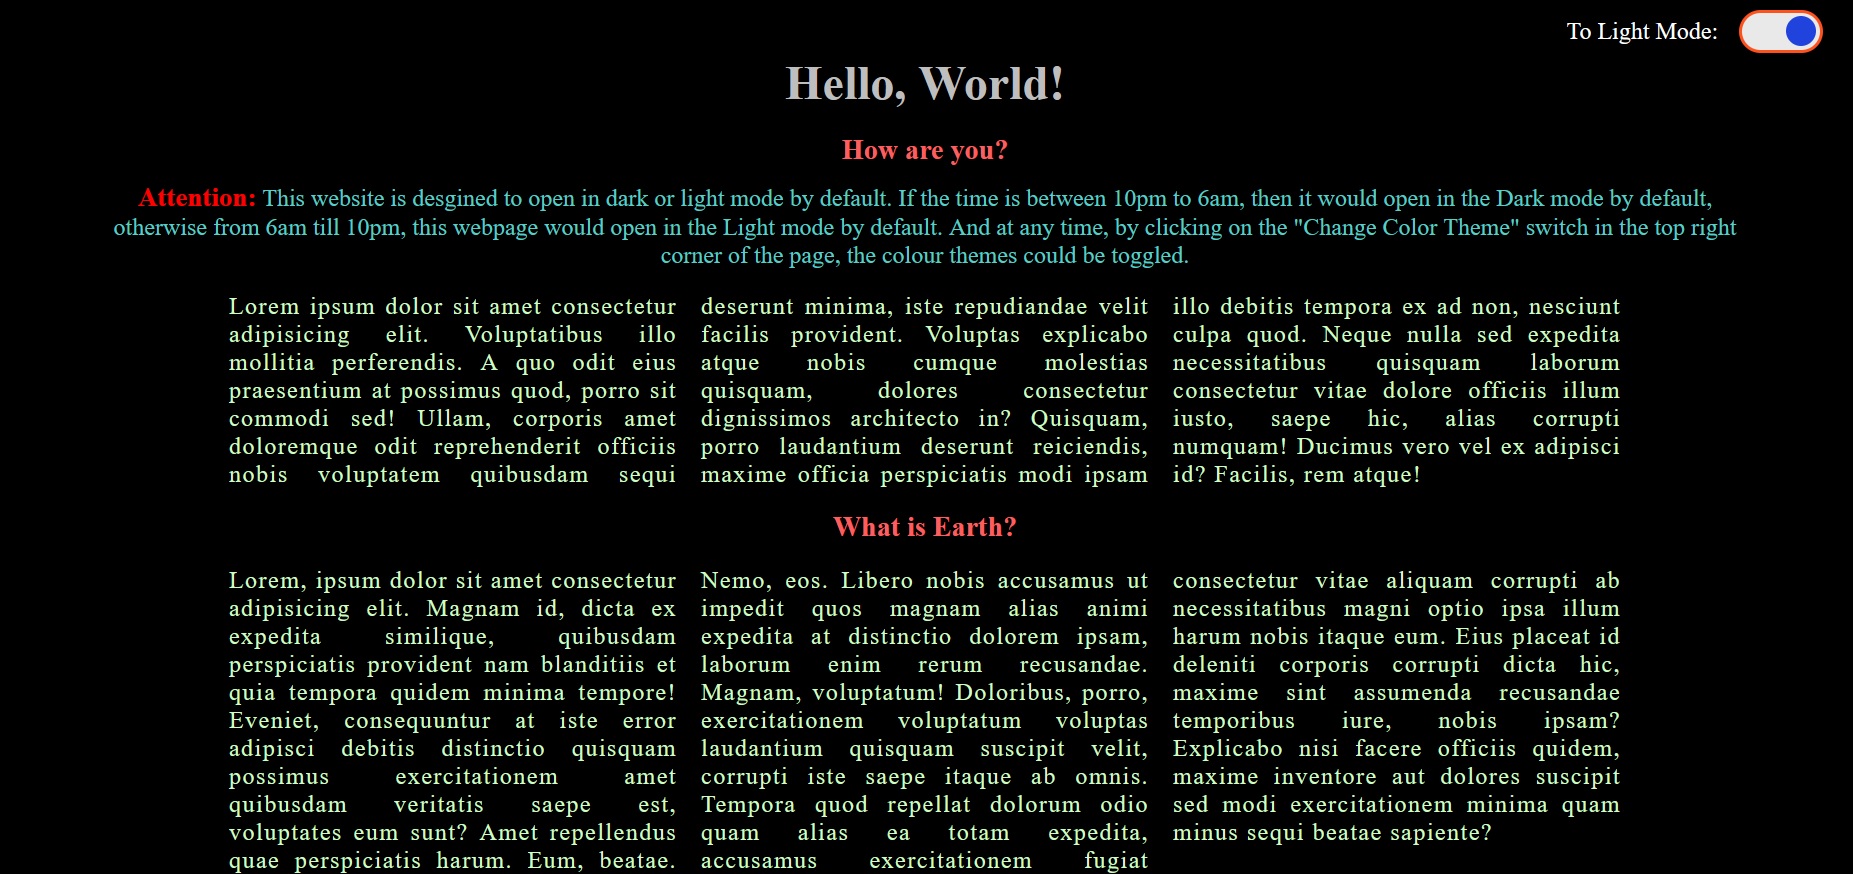 To Light Mode:
Hello, World!
How are you?
Attention: This website is desgined to open in dark or light mode by default. If the time is between 10pm to 6am, then it would open in the Dark mode by default,
otherwise from 6am till 10pm, this webpage would open in the Light mode by default. And at any time, by clicking on the "Change Color Theme" switch in the top right
corner of the page, the colour themes could be toggled.
Lorem ipsum dolor sit amet consectetur
adipisicing elit. Voluptatibus illo
mollitia perferendis. A quo odit eius
praesentium at possimus quod, porro sit
commodi sed! Ullam, corporis amet
doloremque odit reprehenderit officiis
nobis voluptatem quibusdam sequi
deserunt minima, iste repudiandae velit
facilis provident. Voluptas explicabo
atque nobis cumque molestias
quisquam, dolores consectetur
dignissimos architecto in? Quisquam,
porro laudantium deserunt reiciendis,
maxime officia perspiciatis modi ipsam
illo debitis tempora ex ad non, nesciunt
culpa quod. Neque nulla sed expedita
necessitatibus quisquam laborum
consectetur vitae dolore officiis illum
iusto, saepe hic, alias corrupti
numquam! Ducimus vero vel ex adipisci
id? Facilis, rem atque!
What is Earth?
Lorem, ipsum dolor sit amet consectetur
adipisicing elit. Magnam id, dicta ex
expedita similique, quibusdam
perspiciatis provident nam blanditiis et
quia tempora quidem minima tempore!
Eveniet, consequuntur at iste error
adipisci debitis distinctio quisquam
possimus exercitationem amet
quibusdam veritatis saepe est,
voluptates eum sunt? Amet repellendus
quae perspiciatis harum. Eum, beatae.
Nemo, eos. Libero nobis accusamus ut
impedit quos magnam alias animi
expedita at distinctio dolorem ipsam,
laborum enim rerum recusandae.
Magnam, voluptatum! Doloribus, porro,
exercitationem voluptatum voluptas
laudantium quisquam suscipit velit,
corrupti iste saepe itaque ab omnis.
Tempora quod repellat dolorum odio
quam alias ea totam expedita,
accusamus exercitationem fugiat
consectetur vitae aliquam corrupti ab
necessitatibus magni optio ipsa illum
harum nobis itaque eum. Eius placeat id
deleniti corporis corrupti dicta hic,
maxime sint assumenda recusandae
temporibus iure, nobis ipsam?
Explicabo nisi facere officiis quidem,
maxime inventore aut dolores suscipit
sed modi exercitationem minima quam
minus sequi beatae sapiente?